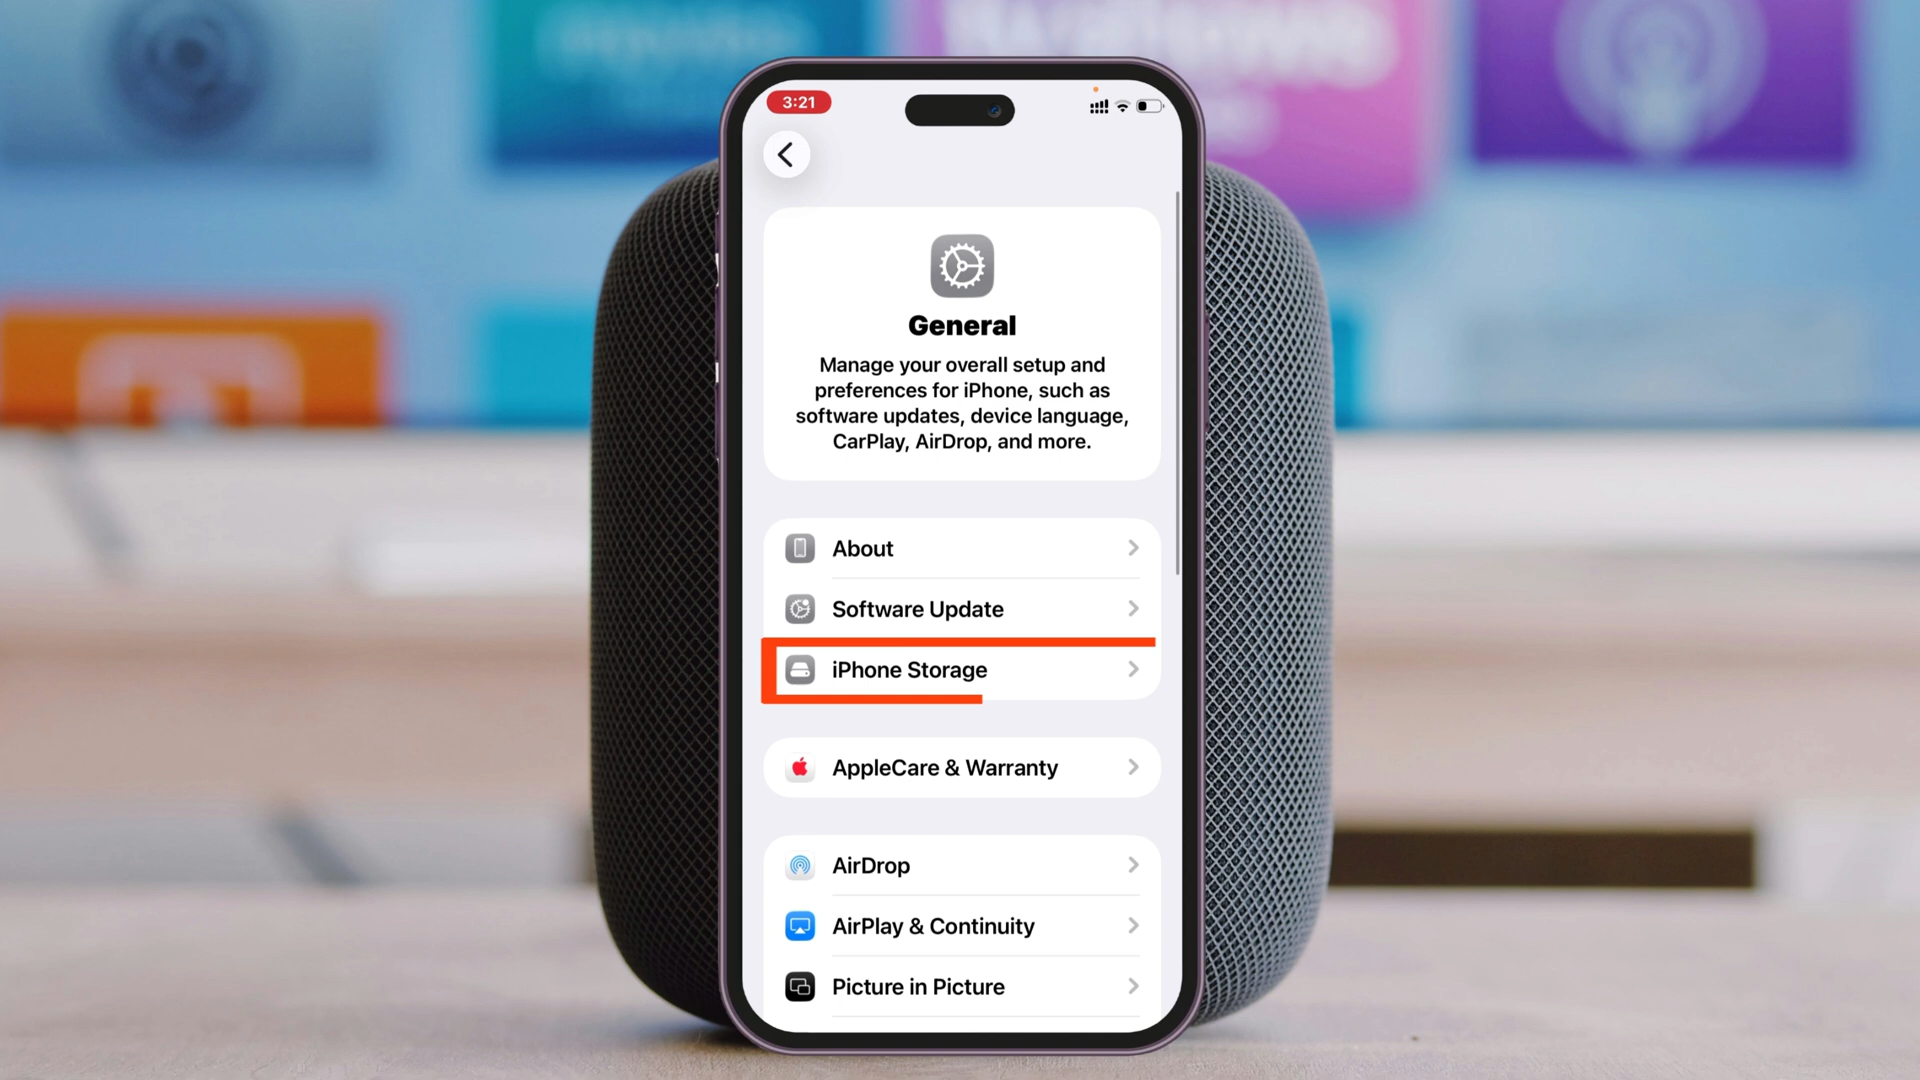 3:21
General
Manage your overall setup and
preferences for iPhone, such as
software updates, device language,
CarPlay, AirDrop, and more.
About
Software Update
iPhone Storage
AppleCare & Warranty
AirDrop
AirPlay & Continuity
Picture in Picture